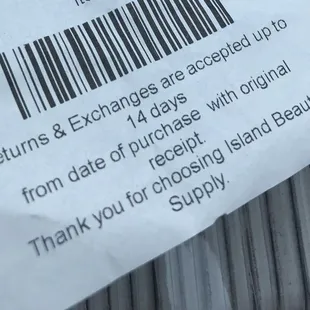 eturns & Exchanges are accepted up to
14 days
from date of purchase with original
receipt.
Thank you for choosing Island Beaut
Supply.